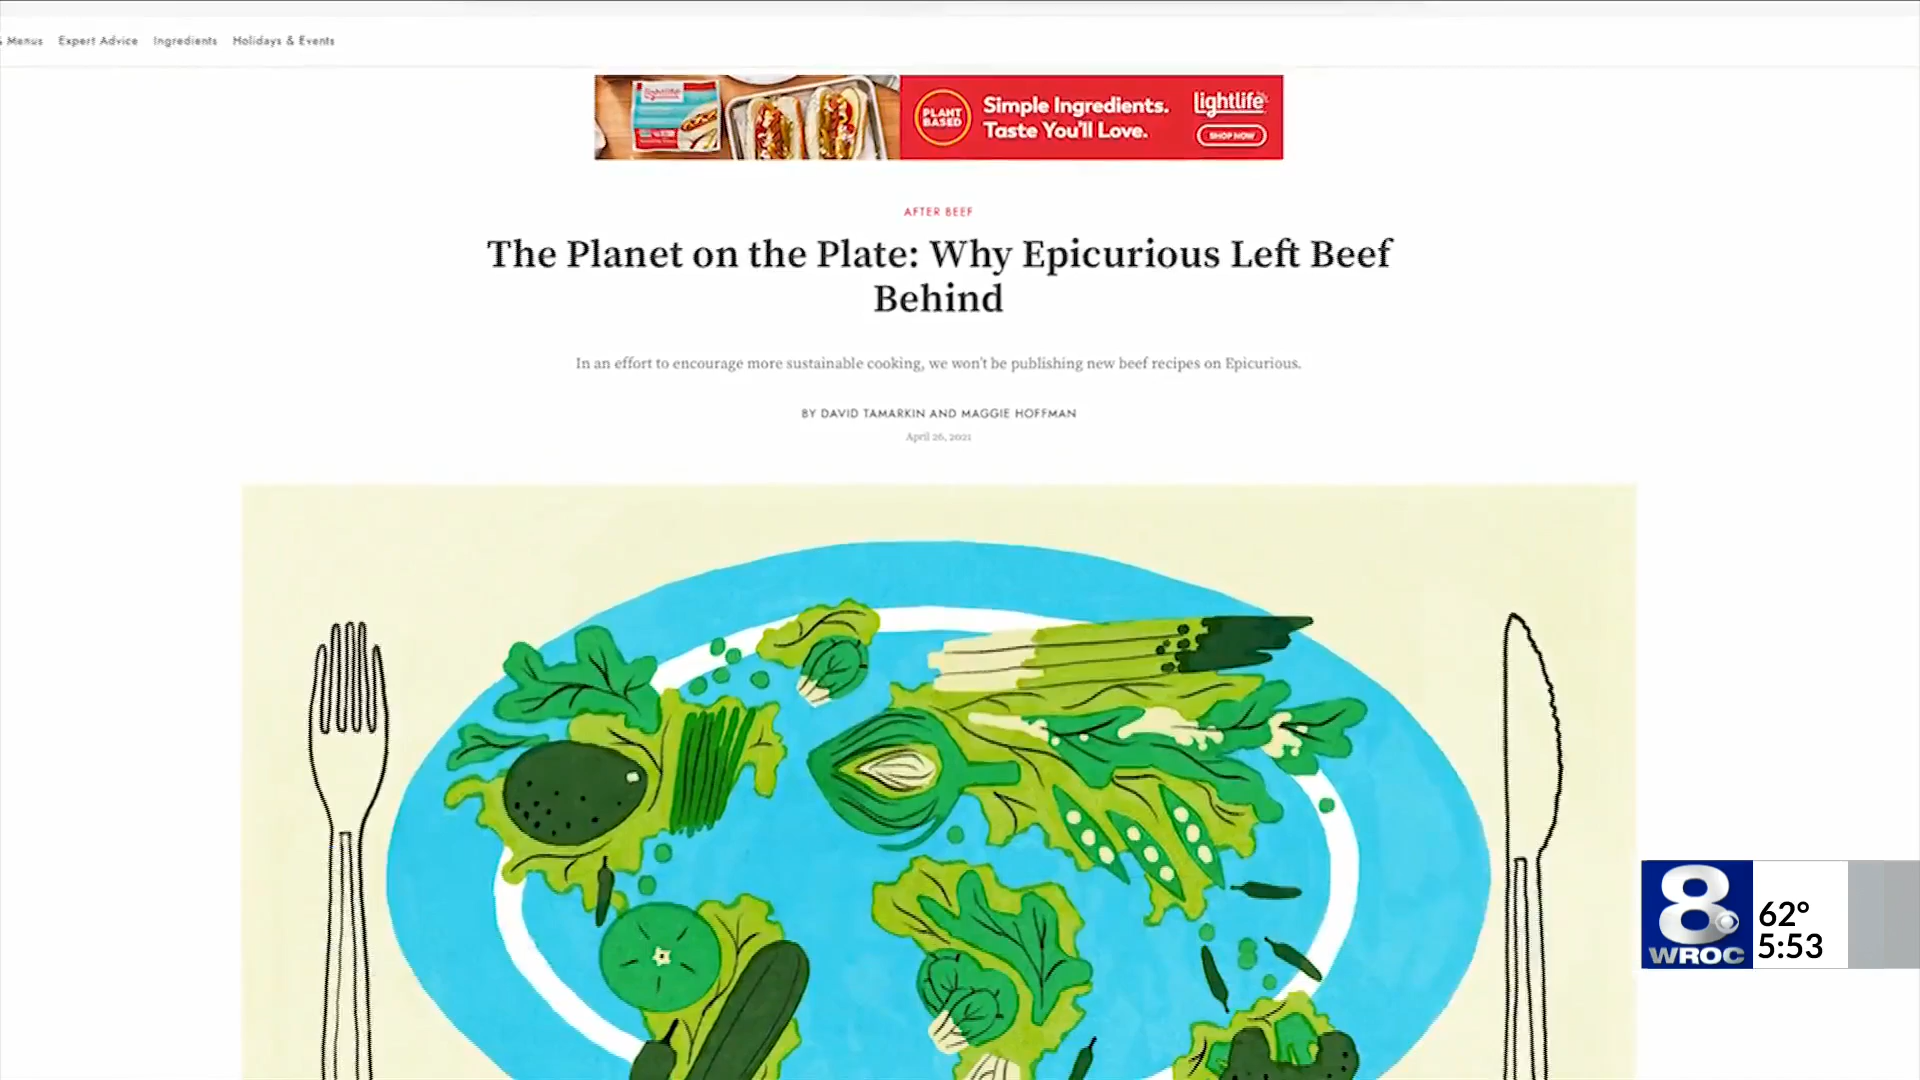 & Menus Expert Advice Ingredients Holidays & Events
lightlife
PLANT BASED
Simple Ingredients.
Taste You'll Love.
lightlife
SHOP NOW
AFTER BEEF
The Planet on the Plate: Why Epicurious Left Beef
Behind
In an effort to encourage more sustainable cooking, we won't be publishing new beef recipes on Epicurious.
BY DAVID TAMARKIN AND MAGGIE HOFFMAN
April 26, 2021
8
WROC
62°
5:53